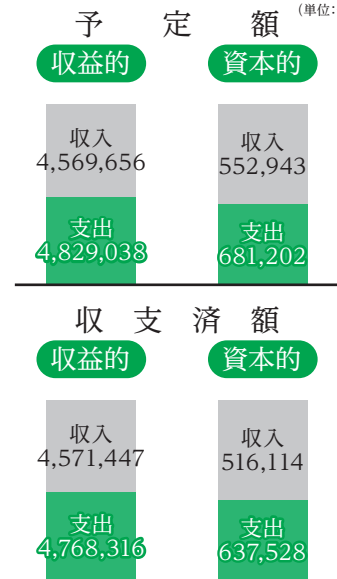 予定額
(単位:
収益的 資本的
収入 収入
4,569,656 552,943
支出 支出
4,829,038 681,202
収支済額
収益的 資本的
収入 収入
4,571,447 516,114
支出 支出
4,768,316 637,528